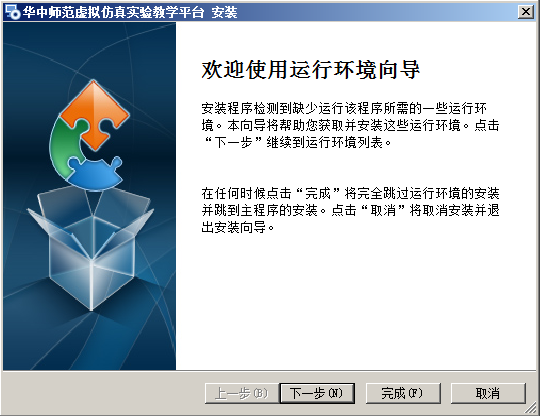 华中师范虚拟仿真实验教学平台 安装
欢迎使用运行环境向导
安装程序检测到缺少运行该程序所需的一些运行环
境。本向导将帮助您获取并安装这些运行环境。点击
“下一步”继续到运行环境列表。
在任何时候点击“完成”将完全跳过运行环境的安装
并跳到主程序的安装。点击“取消”将取消安装并退
出安装向导。
上一步(B) 下一步(N) 完成(F) 取消